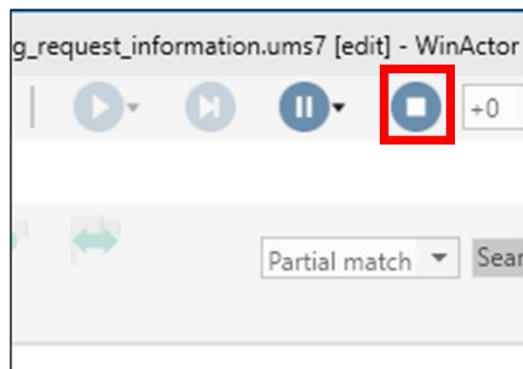 g_request_information.ums7 [edit] - WinActor
+0
Partial match
Sear